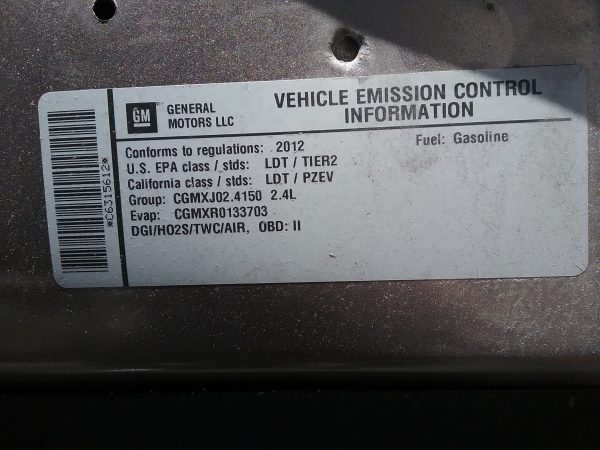 GM
GENERAL
MOTORS LLC
VEHICLE EMISSION CONTROL
INFORMATION
Conforms to regulations: 2012
Fuel: Gasoline
U.S. EPA class / stds: LDT / TIER2
California class / stds: LDT / PZEV
Group: CGMXJ02.4150 2.4L
Evap: CGMXR0133703
DGI/HO2S/TWC/AIR, OBD: II
*C6315612*